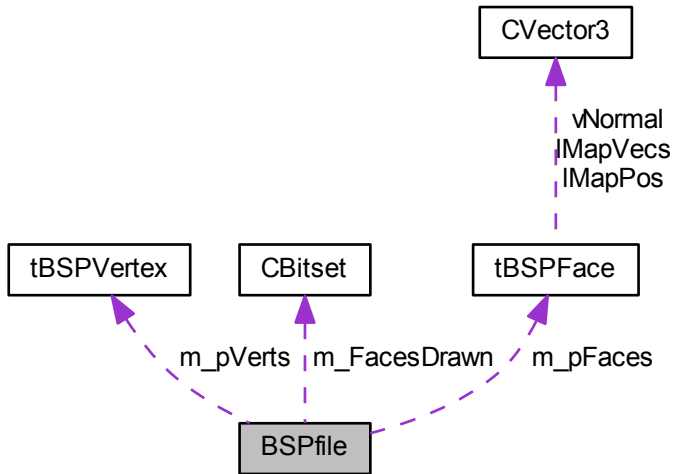 CVector3
vNormal
lMapVecs
lMapPos
tBSPVertex
CBitset
tBSPFace
m_pVerts
m_FacesDrawn
m_pFaces
BSPfile